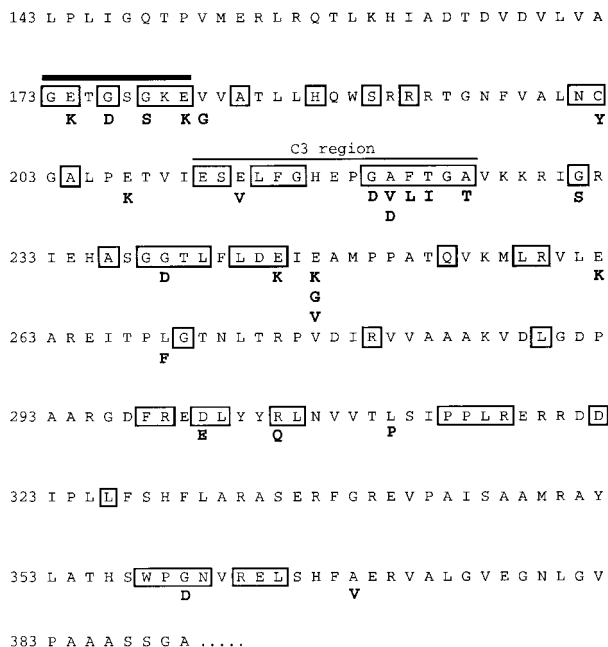 143 L P L I G Q T P V M E R L R Q T L K H I A D T D V D V L V A
173 G E T G S G K E V V A T L L H Q W S R R R T G N F V A L N C
K D S K G Y
C3 region
203 G A L P E T V I E S E L F G H E P G A F T G A V K K R I G R
K V D V L I T S
D
233 I E H A S G G T L F L D E I E A M P P A T Q V K M L R V L E
D K K K
G
V
263 A R E I T P L G T N L T R P V D I R V V A A A K V D L G D P
F
293 A A R G D F R E D L Y Y R L N V V T L S I P P L R E R R D D
E Q P
323 I P L L F S H F L A R A S E R F G R E V P A I S A A M R A Y
353 L A T H S W P G N V R E L S H F A E R V A L G V E G N L G V
D V
383 P A A A S S G A .....